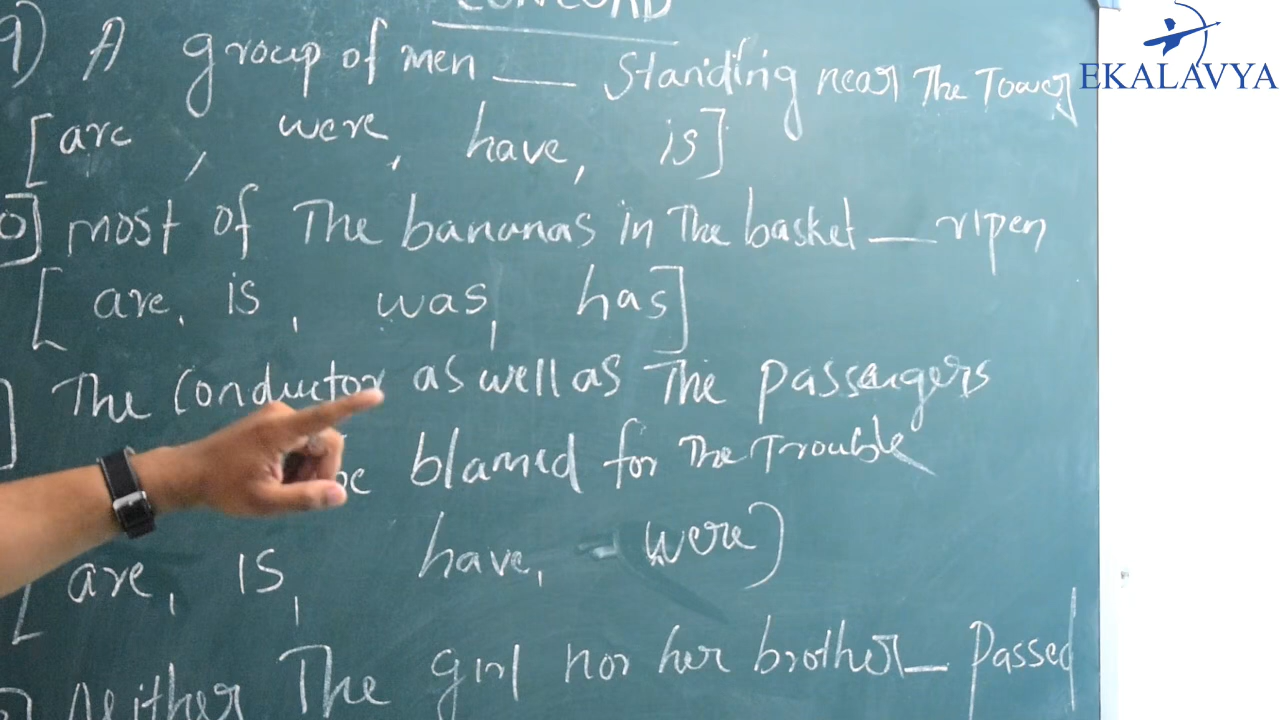 CONCORD
9) A group of men __ Standing near The Tower
[are, were, have, is]
0] most of The bananas in The basket __ ripen
[are, is, was, has]
] The Conductor as well as The passengers
be blamed for The Trouble
[are, is, have, were)
Neither The girl nor her brother __ Passed
EKALAVYA